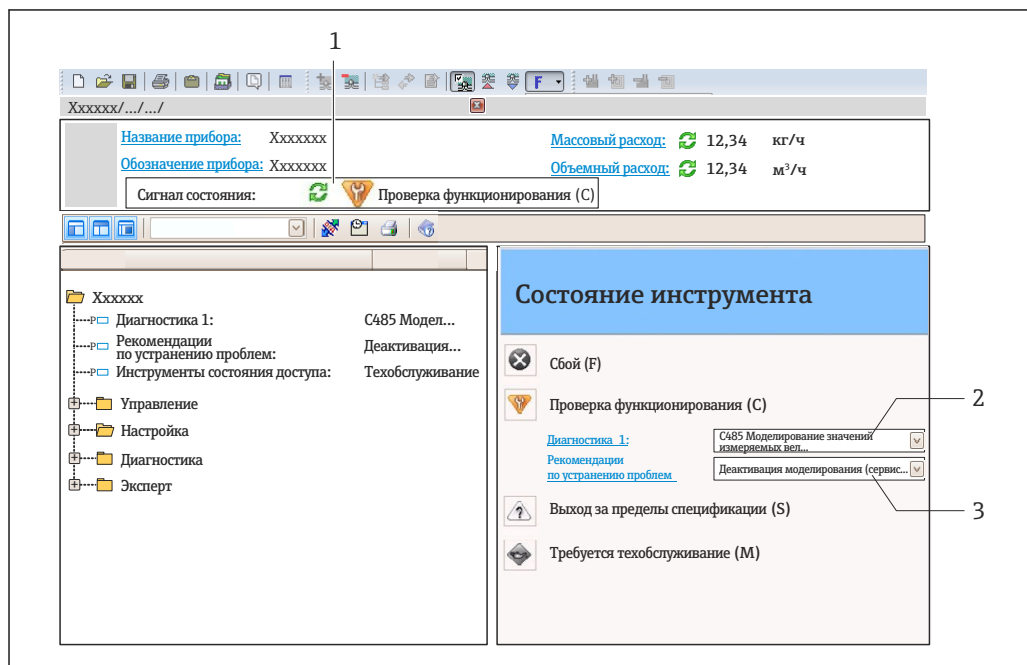 1
F
Xxxxxx/.../.../
Название прибора: Xxxxxxx
Массовый расход: 12,34 кг/ч
Обозначение прибора: Xxxxxxx
Объемный расход: 12,34 м³/ч
Сигнал состояния: Проверка функционирования (C)
Xxxxxx
P Диагностика 1: C485 Модел...
P Рекомендации
по устранению проблем: Деактивация...
P Инструменты состояния доступа: Техобслуживание
Управление
Настройка
Диагностика
Эксперт
Состояние инструмента
Сбой (F)
Проверка функционирования (C)
2
Диагностика 1:
C485 Моделирование значений
измеряемых вел...
Рекомендации
по устранению проблем
Деактивация моделирования (сервис...
3
Выход за пределы спецификации (S)
Требуется техобслуживание (M)